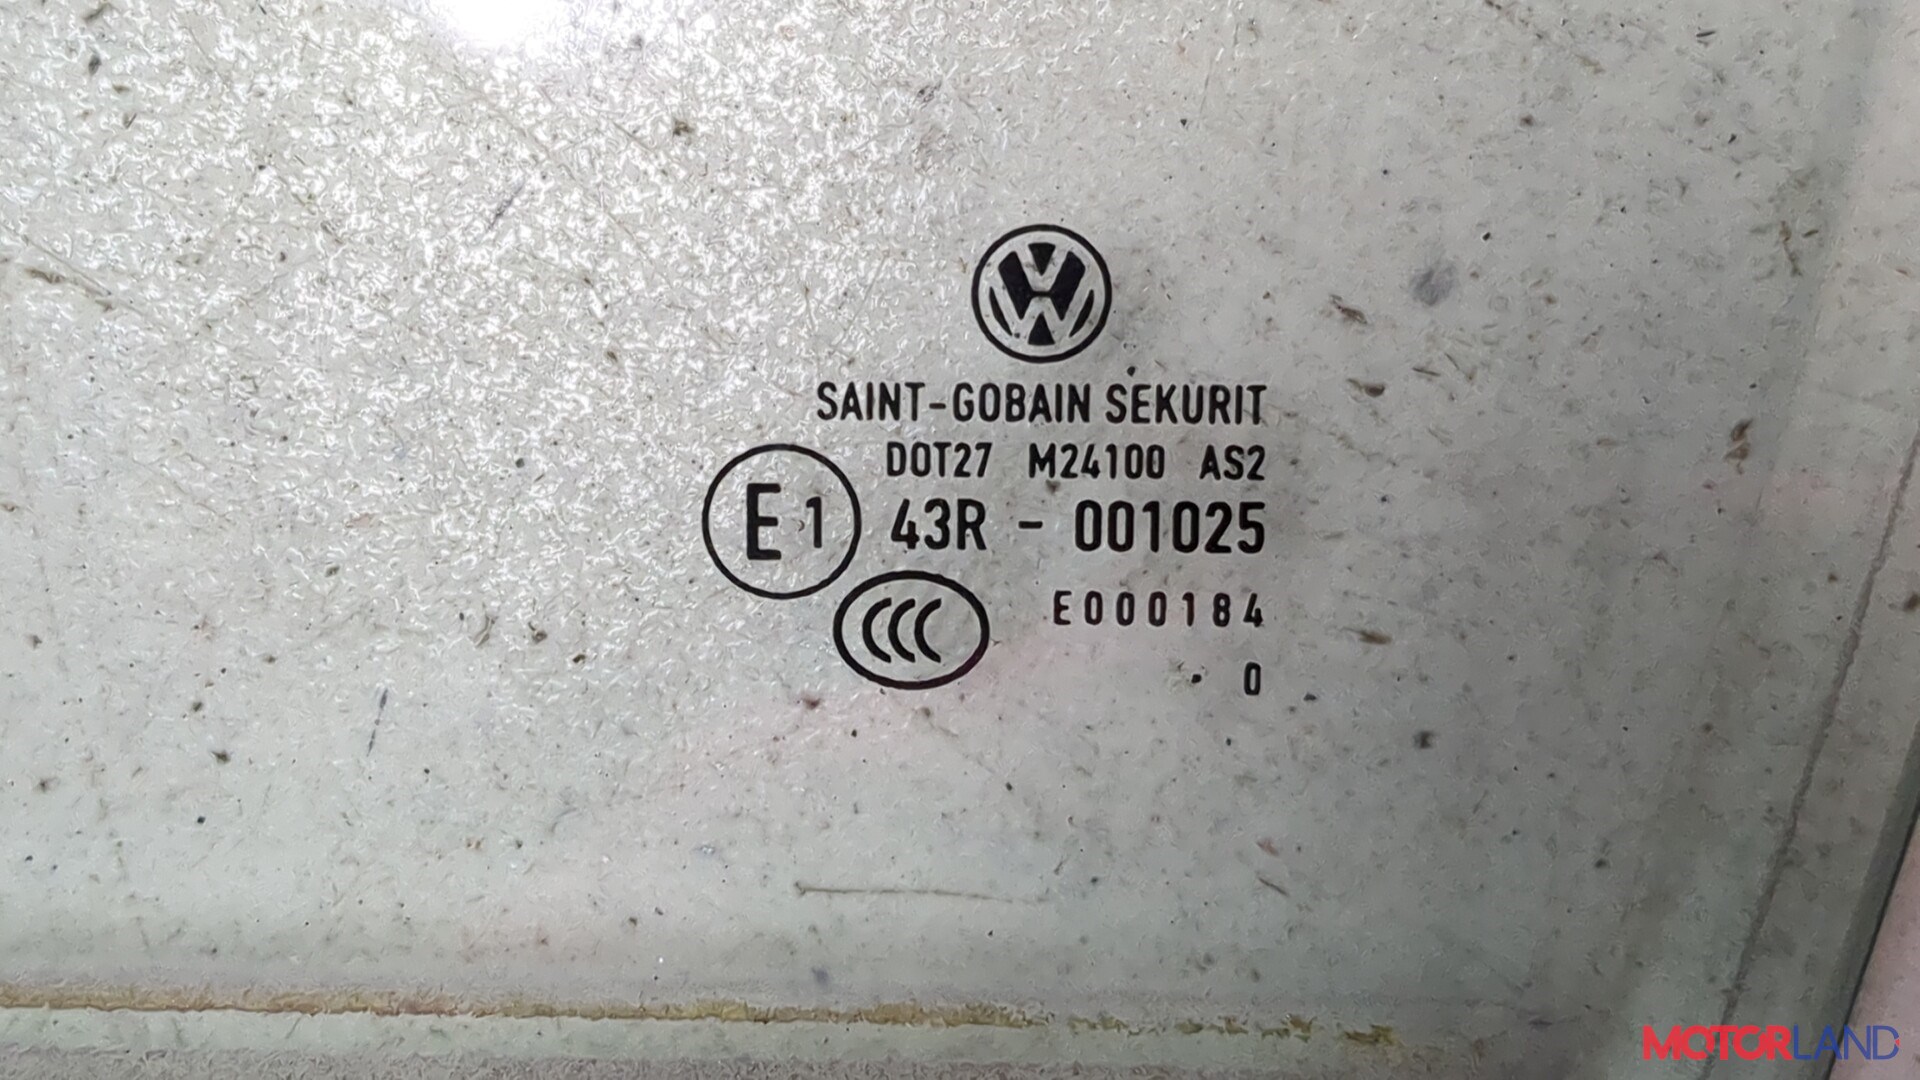 SAINT-GOBAIN SEKURIT
DOT27 M24100 AS2
E1 43R - 001025
CCC E000184
. 0
MOTORLAND